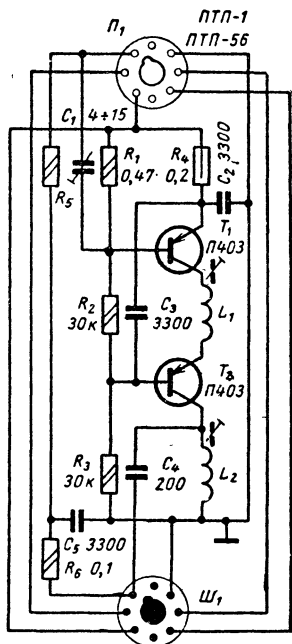 П₁
ПТП-1
ПТП-56
C₁ 4÷15
R₁
0,47
R₄
0,2
C₂ 3300
R₅
T₁
П403
R₂
30к
C₃
3300
L₁
T₂
П403
R₃
30к
C₄
200
L₂
C₅ 3300
R₆ 0,1
Ш₁